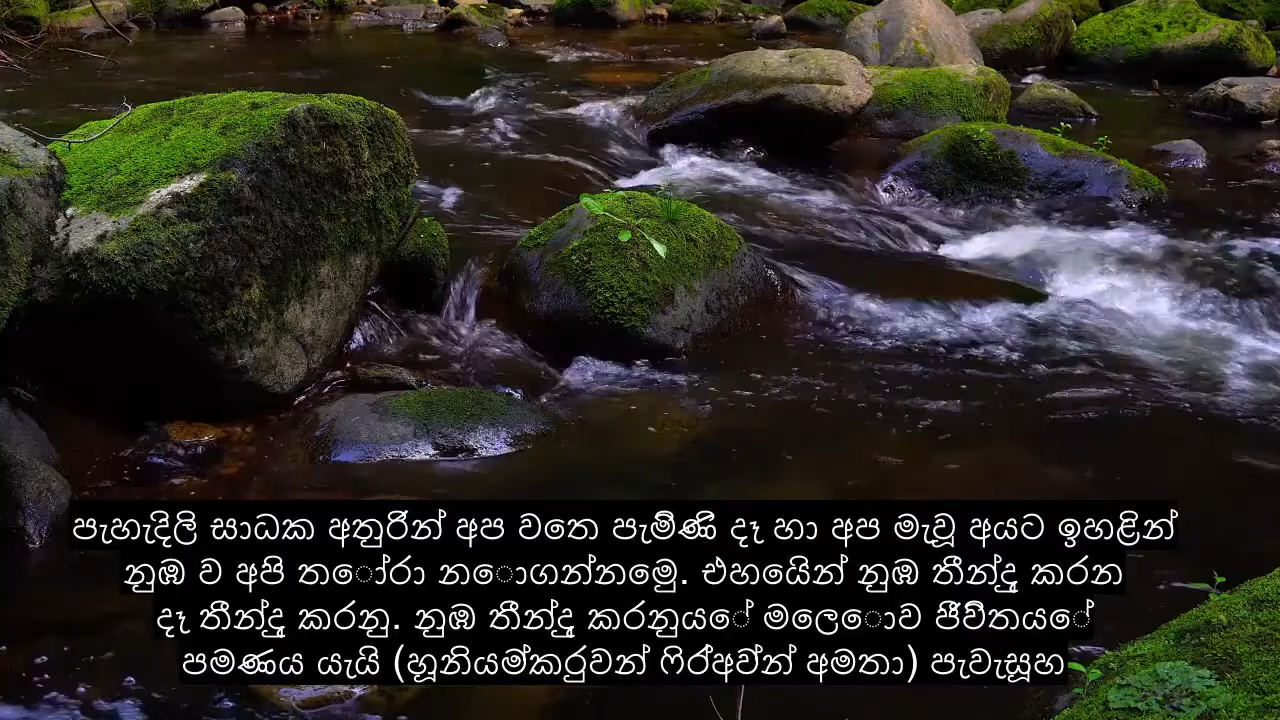 පැහැදිලි සාධක අතුරින් අප වෙත පැමිණි දෑ හා අප මැවූ අයට ඉහළින්
නුඹ ව අපි තෝරා නොගන්නෙමු. එහෙයින් නුඹ තීන්දු කරන
දෑ තීන්දු කරනු. නුඹ තීන්දු කරනුයේ මෙලොව ජීවිතයේ
පමණය යැයි (හූනියම්කරුවන් ෆිර්අව්න් අමතා) පැවැසූහ